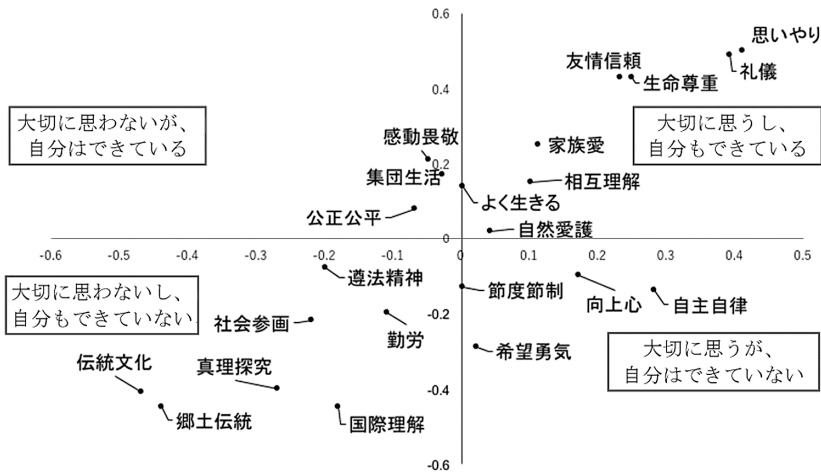 0.6
思いやり
友情信頼
礼儀
生命尊重
0.4
大切に思わないが、
自分はできている
大切に思うし、
自分もできている
感動畏敬
家族愛
0.2
集団生活
相互理解
よく生きる
公正公平
自然愛護
0
-0.6
-0.5
-0.4
-0.3
-0.2
-0.1
0
0.1
0.2
0.3
0.4
0.5
遵法精神
大切に思わないし、
自分もできていない
節度節制
向上心
自主自律
-0.2
社会参画
勤労
希望勇気
大切に思うが、
自分はできていない
伝統文化
真理探究
-0.4
郷土伝統
国際理解
-0.6